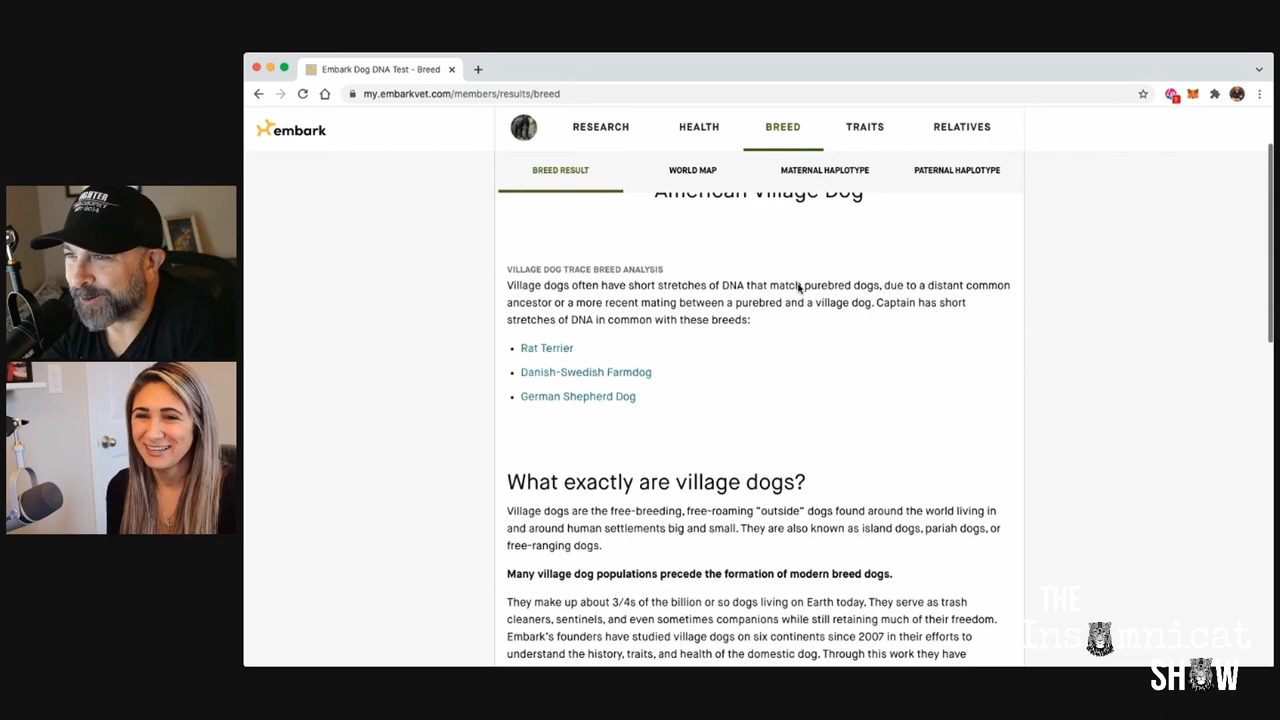 Embark Dog DNA Test - Breed
my.embarkvet.com/members/results/breed
embark
RESEARCH HEALTH BREED TRAITS RELATIVES
BREED RESULT WORLD MAP MATERNAL HAPLOTYPE PATERNAL HAPLOTYPE
American Village Dog
VILLAGE DOG TRACE BREED ANALYSIS
Village dogs often have short stretches of DNA that match purebred dogs, due to a distant common
ancestor or a more recent mating between a purebred and a village dog. Captain has short
stretches of DNA in common with these breeds:
• Rat Terrier
• Danish-Swedish Farmdog
• German Shepherd Dog
What exactly are village dogs?
Village dogs are the free-breeding, free-roaming “outside” dogs found around the world living in
and around human settlements big and small. They are also known as island dogs, pariah dogs, or
free-ranging dogs.
Many village dog populations precede the formation of modern breed dogs.
They make up about 3/4s of the billion or so dogs living on Earth today. They serve as trash
cleaners, sentinels, and even sometimes companions while still retaining much of their freedom.
Embark's founders have studied village dogs on six continents since 2007 in their efforts to
understand the history, traits, and health of the domestic dog. Through this work they have
THE
Insomnicat
SHOW